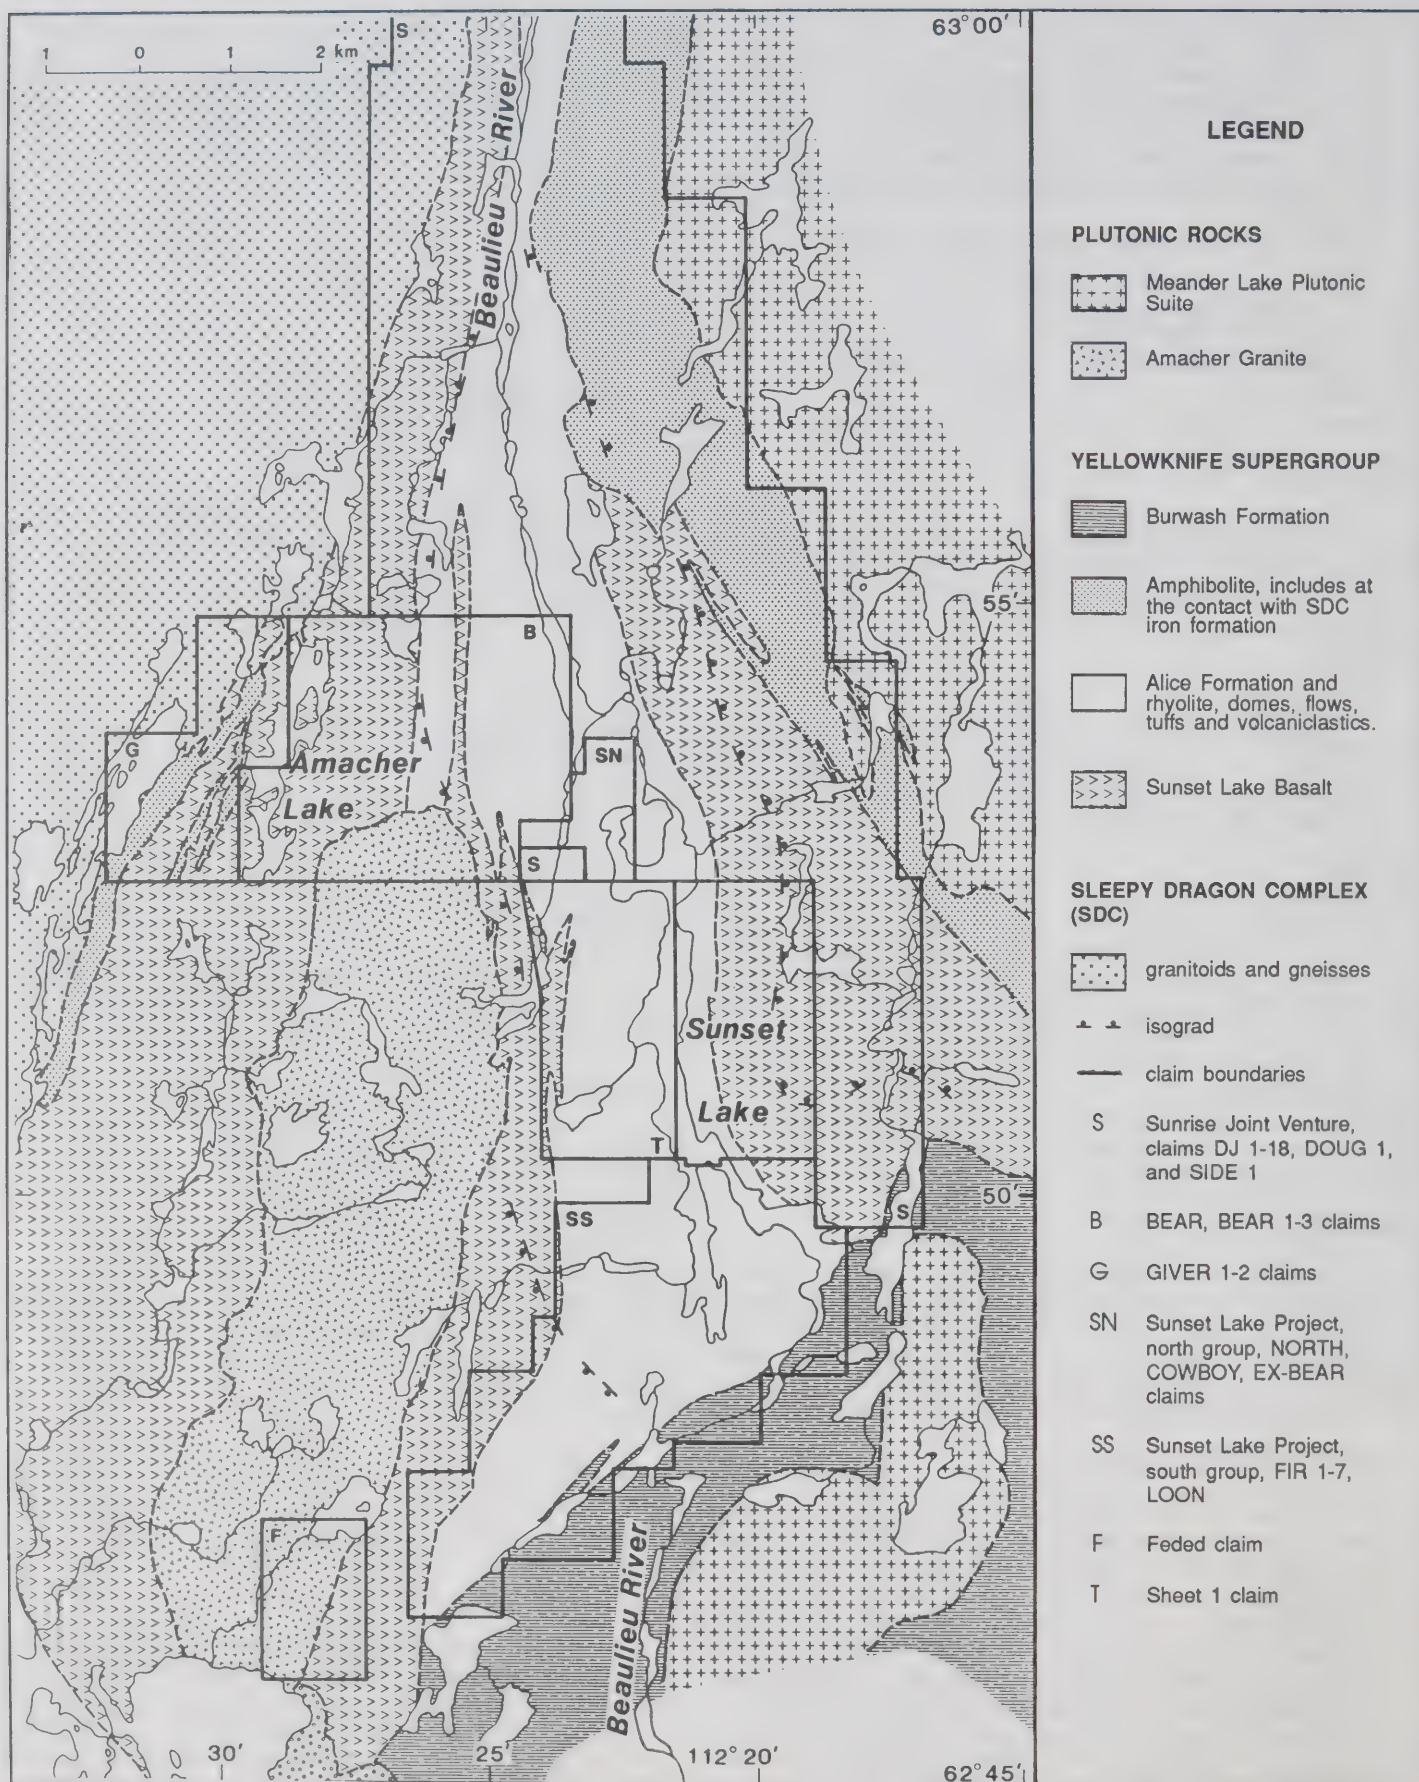 S
63°00′
1 0 1 2 km
Beaulieu River
LEGEND
PLUTONIC ROCKS
Meander Lake Plutonic
Suite
Amacher Granite
YELLOWKNIFE SUPERGROUP
Burwash Formation
Amphibolite, includes at
the contact with SDC
iron formation
Alice Formation and
rhyolite, domes, flows,
tuffs and volcaniclastics.
Sunset Lake Basalt
SLEEPY DRAGON COMPLEX
(SDC)
granitoids and gneisses
isograd
claim boundaries
S Sunrise Joint Venture,
claims DJ 1-18, DOUG 1,
and SIDE 1
B BEAR, BEAR 1-3 claims
G GIVER 1-2 claims
SN Sunset Lake Project,
north group, NORTH,
COWBOY, EX-BEAR
claims
SS Sunset Lake Project,
south group, FIR 1-7,
LOON
F Feded claim
T Sheet 1 claim
55′
B
G
SN
Amacher
Lake
S
Sunset
Lake
T
50′
SS
S
F
Beaulieu River
30′
25′
112°20′
62°45′